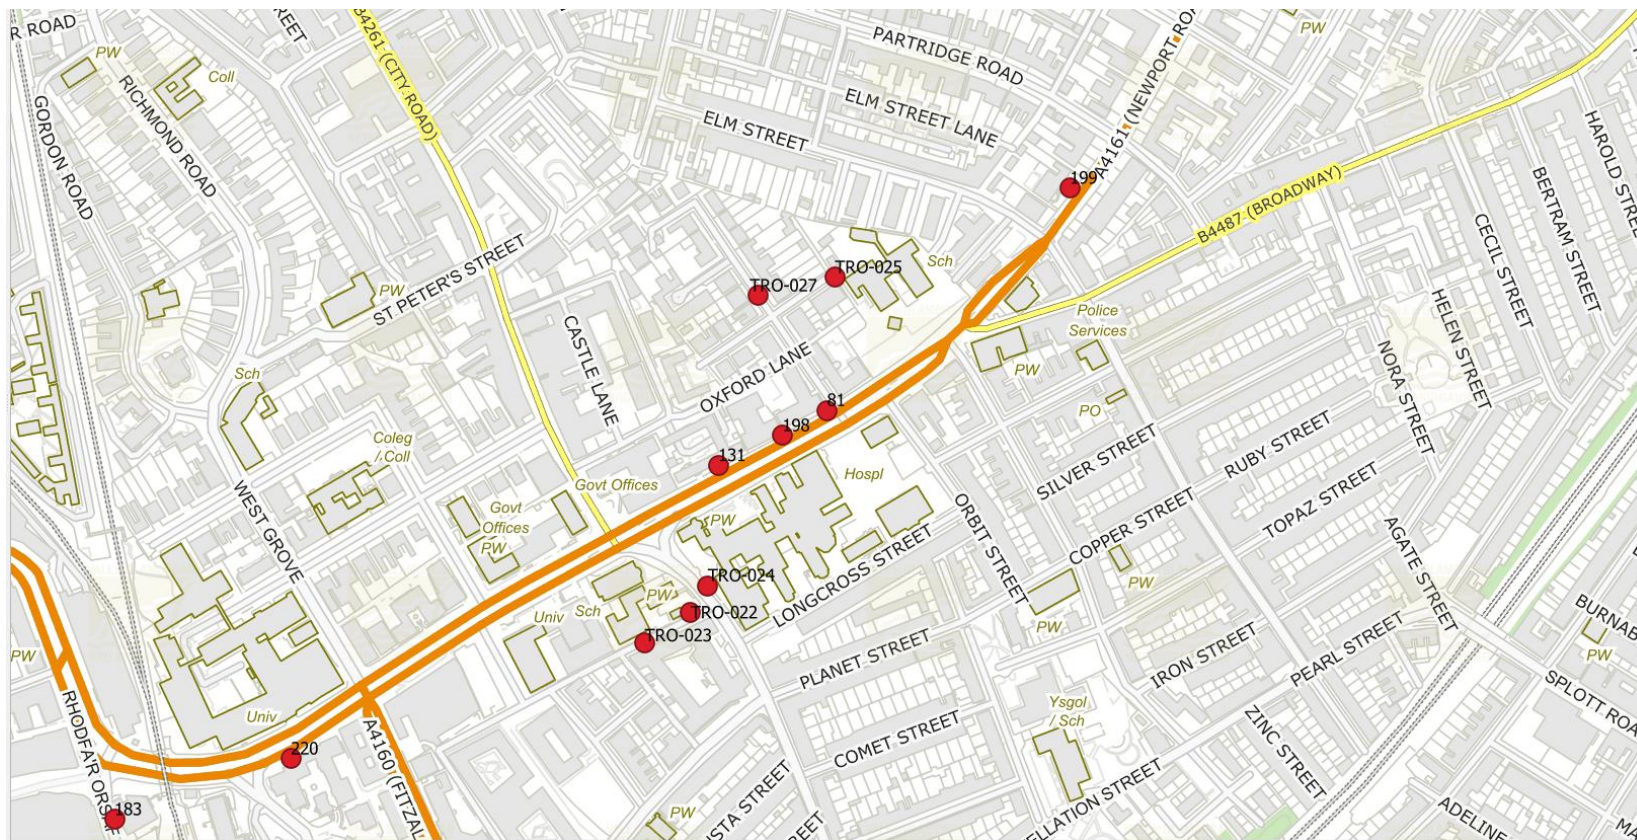 R ROAD
STREET
B4261 (CITY ROAD)
PARTRIDGE ROAD
A4161 (NEWPORT ROA
PW
PW
Coll
RICHMOND ROAD
GORDON ROAD
ELM STREET LANE
ELM STREET
HAROLD STREE
BERTRAM STREET
199
B4487 (BROADWAY)
CECIL STREET
ST PETER'S STREET
PW
TRO-025
TRO-027
Sch
Police
Services
HELEN STREET
CASTLE LANE
OXFORD LANE
NORA STREET
PW
Sch
81
PO
198
131
Coleg
/ Coll
Govt Offices
Hospl
SILVER STREET
RUBY STREET
WEST GROVE
Govt
Offices
PW
PW
ORBIT STREET
COPPER STREET
TOPAZ STREET
AGATE STREET
LONGCROSS STREET
TRO-024
PW
PW
TRO-022
Sch
Univ
TRO-023
PW
BURNAB
PW
PW
PLANET STREET
IRON STREET
PEARL STREET
SPLOTT ROA
RHODFA'R ORSAF
Univ
A4160 (FITZAL
Ysgol
/ Sch
ZINC STREET
COMET STREET
220
183
PW
STREET
ELLATION STREET
ADELINE
MA